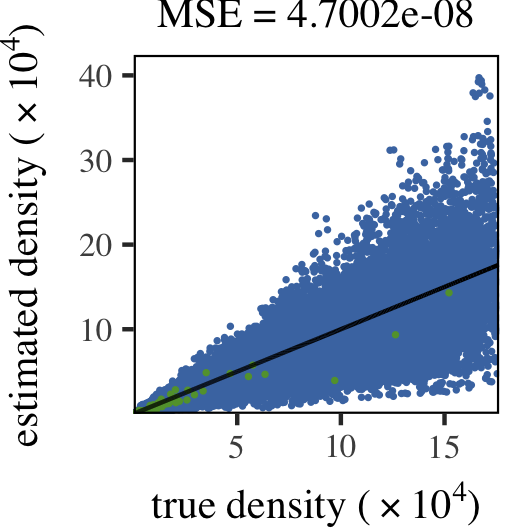 MSE = 4.7002e-08
estimated density ( × 10⁴)
40
30
20
10
5 10 15
true density ( × 10⁴)